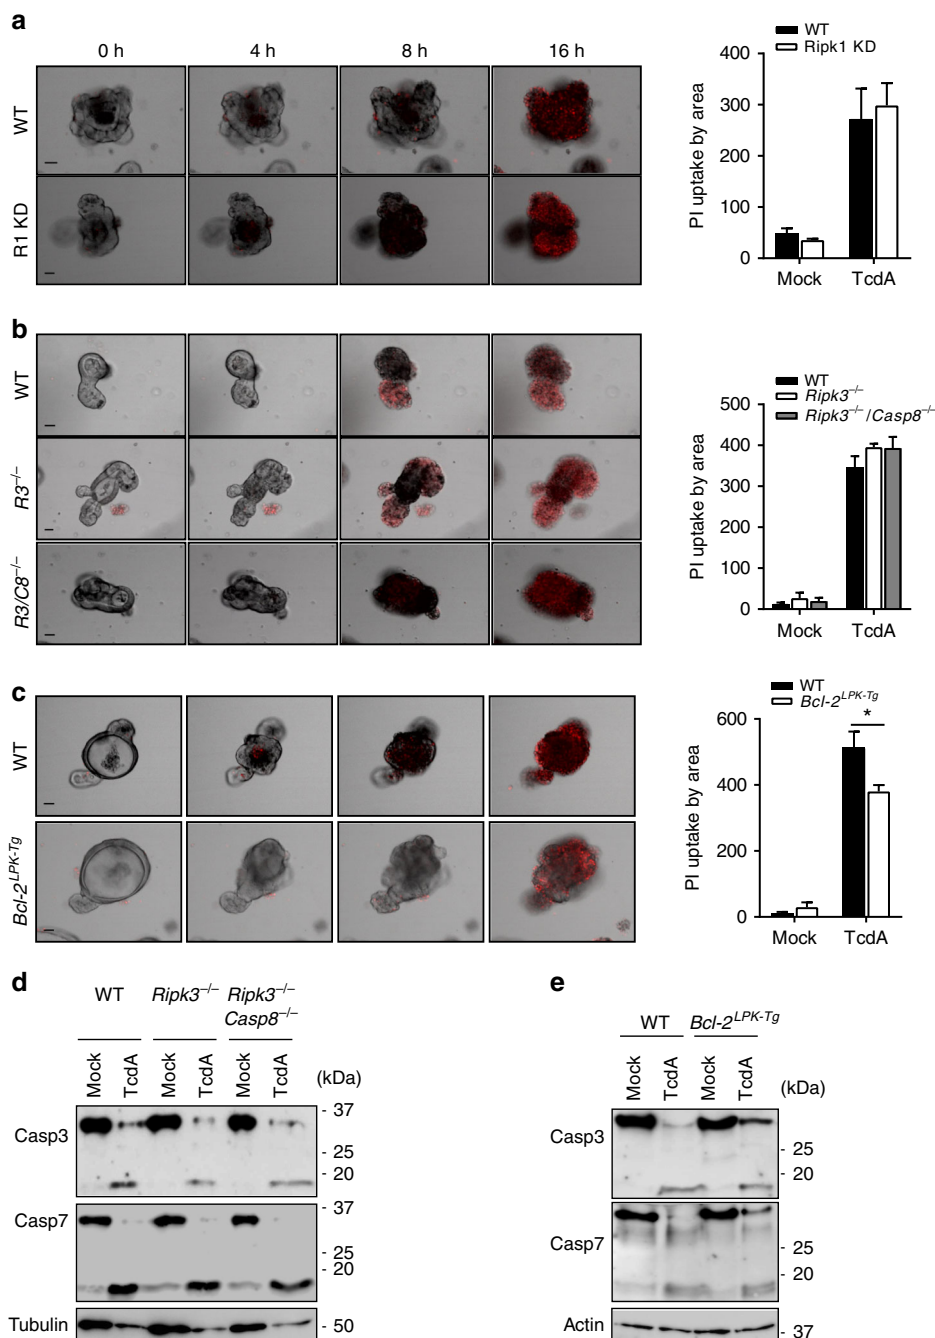 a
0 h 4 h 8 h 16 h
WT
R1 KD
WT
Ripk1 KD
400
300
200
100
0
PI uptake by area
Mock TcdA
b
WT
R3–/–
R3/C8–/–
WT
Ripk3–/–
Ripk3–/–/Casp8–/–
500
400
300
200
100
0
PI uptake by area
Mock TcdA
c
WT
Bcl-2LPK-Tg
WT
Bcl-2LPK-Tg
*
600
400
200
0
PI uptake by area
Mock TcdA
d
WT Ripk3–/– Ripk3–/–
Casp8–/–
Mock TcdA Mock TcdA Mock TcdA (kDa)
Casp3
- 37
- 25
- 20
Casp7
- 37
- 25
- 20
Tubulin - 50
e
WT Bcl-2LPK-Tg
Mock TcdA Mock TcdA (kDa)
Casp3
- 25
- 20
Casp7
- 25
- 20
Actin
- 37